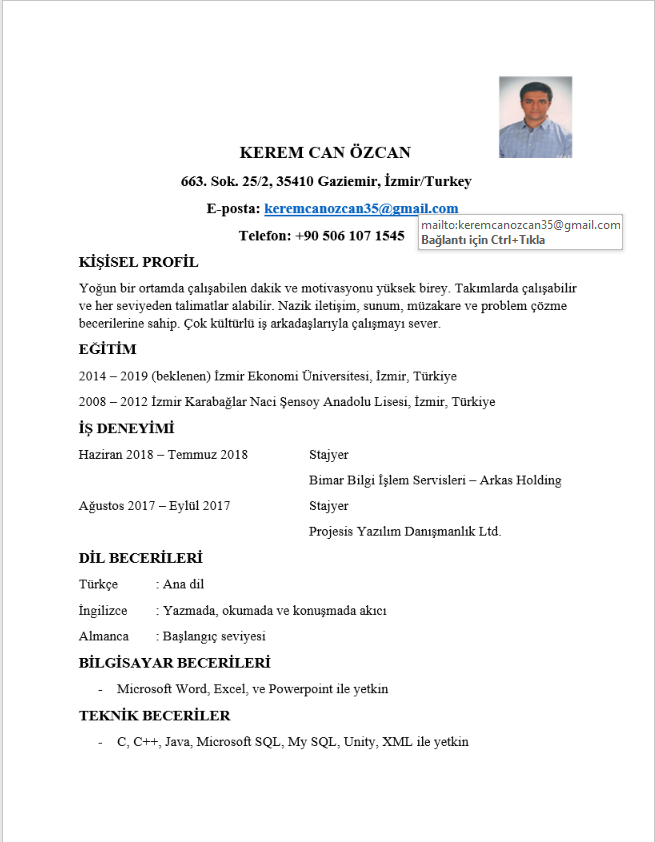 KEREM CAN ÖZCAN
663. Sok. 25/2, 35410 Gaziemir, İzmir/Turkey
E-posta: keremcanozcan35@gmail.com
mailto:keremcanozcan35@gmail.com
Bağlantı için Ctrl+Tıkla
Telefon: +90 506 107 1545
KİŞİSEL PROFİL
Yoğun bir ortamda çalışabilen dakik ve motivasyonu yüksek birey. Takımlarda çalışabilir
ve her seviyeden talimatlar alabilir. Nazik iletişim, sunum, müzakare ve problem çözme
becerilerine sahip. Çok kültürlü iş arkadaşlarıyla çalışmayı sever.
EĞİTİM
2014 – 2019 (beklenen) İzmir Ekonomi Üniversitesi, İzmir, Türkiye
2008 – 2012 İzmir Karabağlar Naci Şensoy Anadolu Lisesi, İzmir, Türkiye
İŞ DENEYİMİ
Haziran 2018 – Temmuz 2018 Stajyer
Bimar Bilgi İşlem Servisleri – Arkas Holding
Ağustos 2017 – Eylül 2017 Stajyer
Projesis Yazılım Danışmanlık Ltd.
DİL BECERİLERİ
Türkçe : Ana dil
İngilizce : Yazmada, okumada ve konuşmada akıcı
Almanca : Başlangıç seviyesi
BİLGİSAYAR BECERİLERİ
- Microsoft Word, Excel, ve Powerpoint ile yetkin
TEKNİK BECERİLER
- C, C++, Java, Microsoft SQL, My SQL, Unity, XML ile yetkin